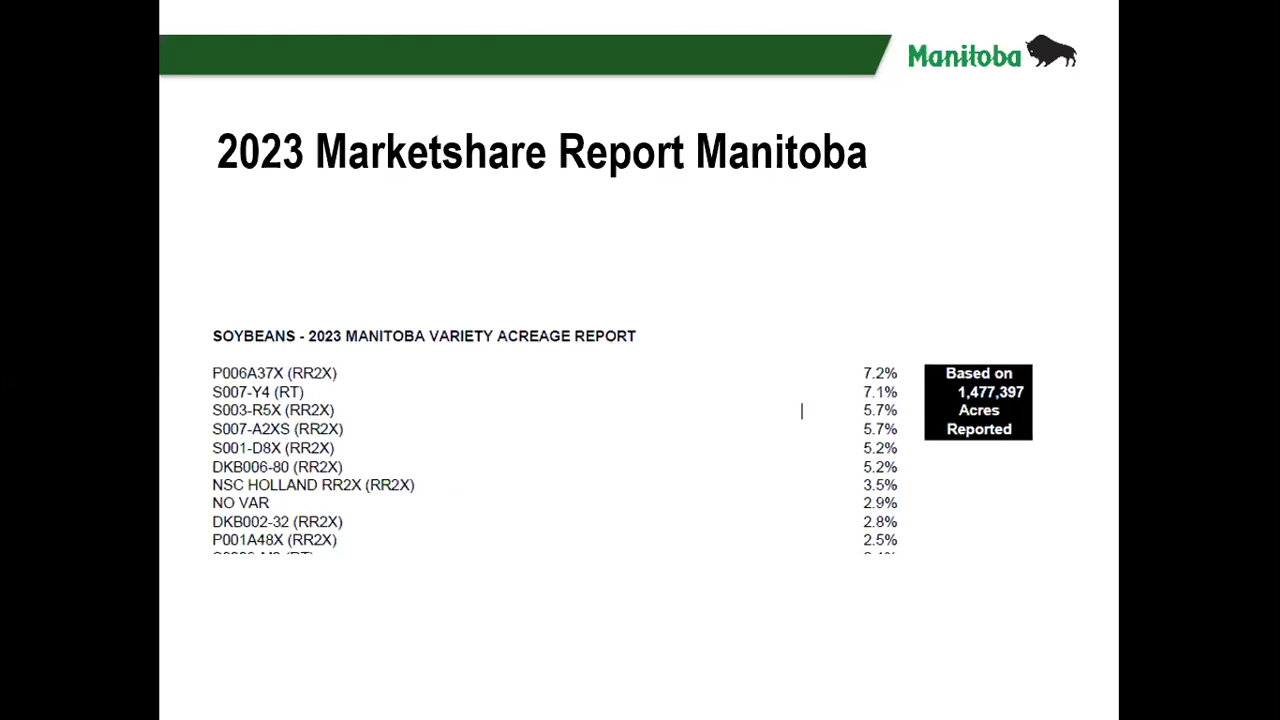 Manitoba
2023 Marketshare Report Manitoba
SOYBEANS - 2023 MANITOBA VARIETY ACREAGE REPORT
P006A37X (RR2X) 7.2%
S007-Y4 (RT) 7.1%
S003-R5X (RR2X) 5.7%
S007-A2XS (RR2X) 5.7%
S001-D8X (RR2X) 5.2%
DKB006-80 (RR2X) 5.2%
NSC HOLLAND RR2X (RR2X) 3.5%
NO VAR 2.9%
DKB002-32 (RR2X) 2.8%
P001A48X (RR2X) 2.5%
Based on
1,477,397
Acres
Reported